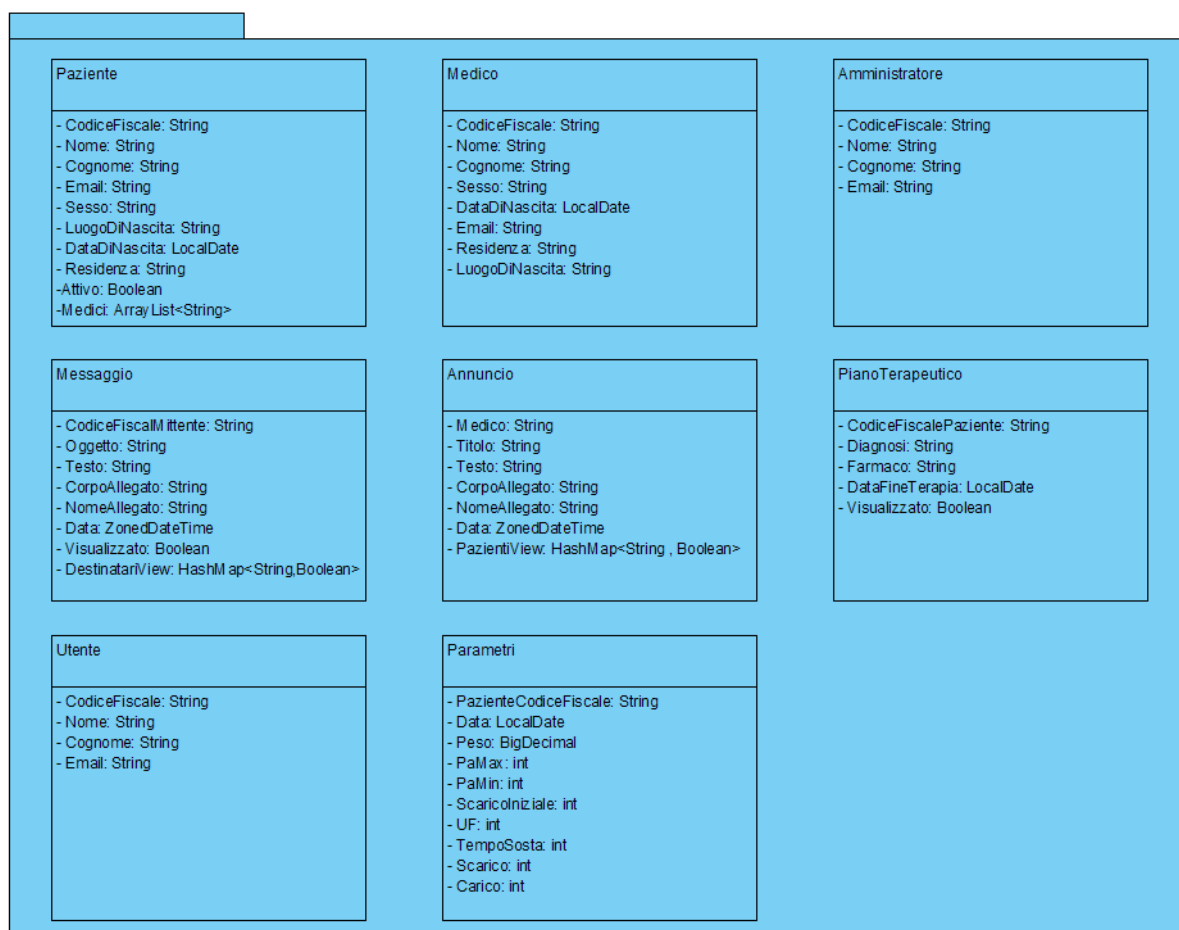 Paziente
- CodiceFiscale: String
- Nome: String
- Cognome: String
- Email: String
- Sesso: String
- LuogoDiNascita: String
- DataDiNascita: LocalDate
- Residenza: String
-Attivo: Boolean
-Medici: ArrayList<String>
Medico
- CodiceFiscale: String
- Nome: String
- Cognome: String
- Sesso: String
- DataDiNascita: LocalDate
- Email: String
- Residenza: String
- LuogoDiNascita: String
Amministratore
- CodiceFiscale: String
- Nome: String
- Cognome: String
- Email: String
Messaggio
- CodiceFiscalMittente: String
- Oggetto: String
- Testo: String
- CorpoAllegato: String
- NomeAllegato: String
- Data: ZonedDateTime
- Visualizzato: Boolean
- DestinatariView: HashMap<String,Boolean>
Annuncio
- Medico: String
- Titolo: String
- Testo: String
- CorpoAllegato: String
- NomeAllegato: String
- Data: ZonedDateTime
- PazientiView: HashMap<String , Boolean>
PianoTerapeutico
- CodiceFiscalePaziente: String
- Diagnosi: String
- Farmaco: String
- DataFineTerapia: LocalDate
- Visualizzato: Boolean
Utente
- CodiceFiscale: String
- Nome: String
- Cognome: String
- Email: String
Parametri
- PazienteCodiceFiscale: String
- Data: LocalDate
- Peso: BigDecimal
- PaMax: int
- PaMin: int
- ScaricoIniziale: int
- UF: int
- TempoSosta: int
- Scarico: int
- Carico: int